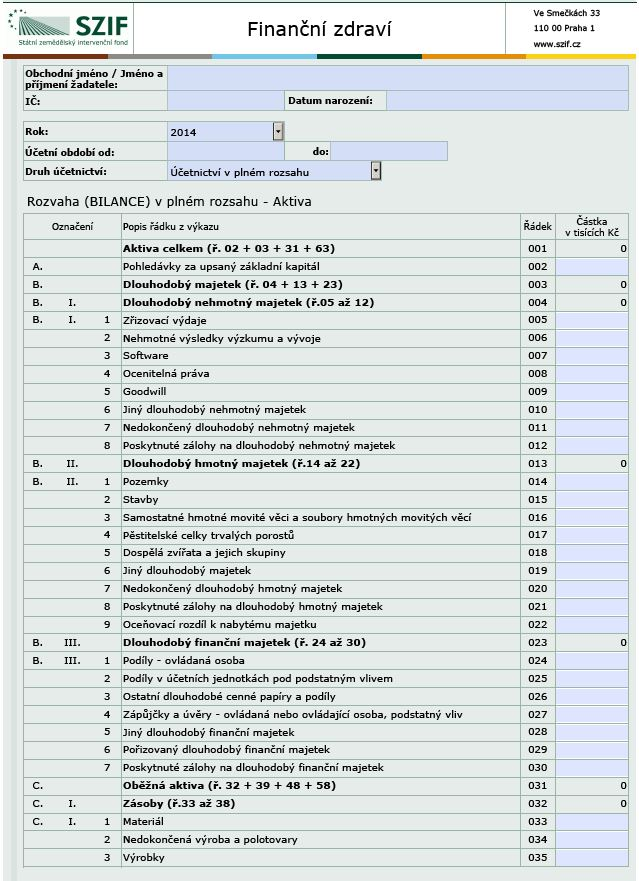 SZIF
Státní zemědělský intervenční fond
Finanční zdraví
Ve Smečkách 33
110 00 Praha 1
www.szif.cz
Obchodní jméno / Jméno a
příjmení žadatele:
IČ: Datum narození:
Rok: 2014
Účetní období od: do:
Druh účetnictví: Účetnictví v plném rozsahu
Rozvaha (BILANCE) v plném rozsahu - Aktiva
Označení Popis řádku z výkazu Řádek Částka
v tisících Kč
Aktiva celkem (ř. 02 + 03 + 31 + 63) 001 0
A. Pohledávky za upsaný základní kapitál 002
B. Dlouhodobý majetek (ř. 04 + 13 + 23) 003 0
B. I. Dlouhodobý nehmotný majetek (ř.05 až 12) 004 0
B. I. 1 Zřizovací výdaje 005
2 Nehmotné výsledky výzkumu a vývoje 006
3 Software 007
4 Ocenitelná práva 008
5 Goodwill 009
6 Jiný dlouhodobý nehmotný majetek 010
7 Nedokončený dlouhodobý nehmotný majetek 011
8 Poskytnuté zálohy na dlouhodobý nehmotný majetek 012
B. II. Dlouhodobý hmotný majetek (ř.14 až 22) 013 0
B. II. 1 Pozemky 014
2 Stavby 015
3 Samostatné hmotné movité věci a soubory hmotných movitých věcí 016
4 Pěstitelské celky trvalých porostů 017
5 Dospělá zvířata a jejich skupiny 018
6 Jiný dlouhodobý majetek 019
7 Nedokončený dlouhodobý hmotný majetek 020
8 Poskytnuté zálohy na dlouhodobý hmotný majetek 021
9 Oceňovací rozdíl k nabytému majetku 022
B. III. Dlouhodobý finanční majetek (ř. 24 až 30) 023 0
B. III. 1 Podíly - ovládaná osoba 024
2 Podíly v účetních jednotkách pod podstatným vlivem 025
3 Ostatní dlouhodobé cenné papíry a podíly 026
4 Zápůjčky a úvěry - ovládaná nebo ovládající osoba, podstatný vliv 027
5 Jiný dlouhodobý finanční majetek 028
6 Pořizovaný dlouhodobý finanční majetek 029
7 Poskytnuté zálohy na dlouhodobý finanční majetek 030
C. Oběžná aktiva (ř. 32 + 39 + 48 + 58) 031 0
C. I. Zásoby (ř.33 až 38) 032 0
C. I. 1 Materiál 033
2 Nedokončená výroba a polotovary 034
3 Výrobky 035